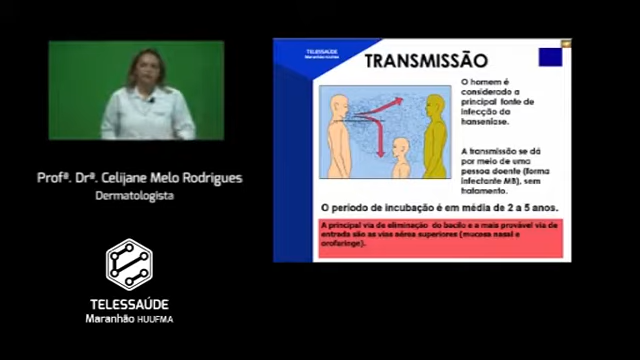 Profª. Drª. Celijane Melo Rodrigues
Dermatologista
TELESSAÚDE
Maranhão HUUFMA
TELESSAÚDE
TRANSMISSÃO
O homem é
considerado a
principal fonte de
infecção da
hanseníase.
A transmissão se dá
por meio de uma
pessoa doente (forma
infectante MB), sem
tratamento.
O período de incubação é em média de 2 a 5 anos.
A principal via de eliminação do bacilo e a mais provável via de
entrada são as vias aérea superiores (mucosa nasal e
orofaringe).